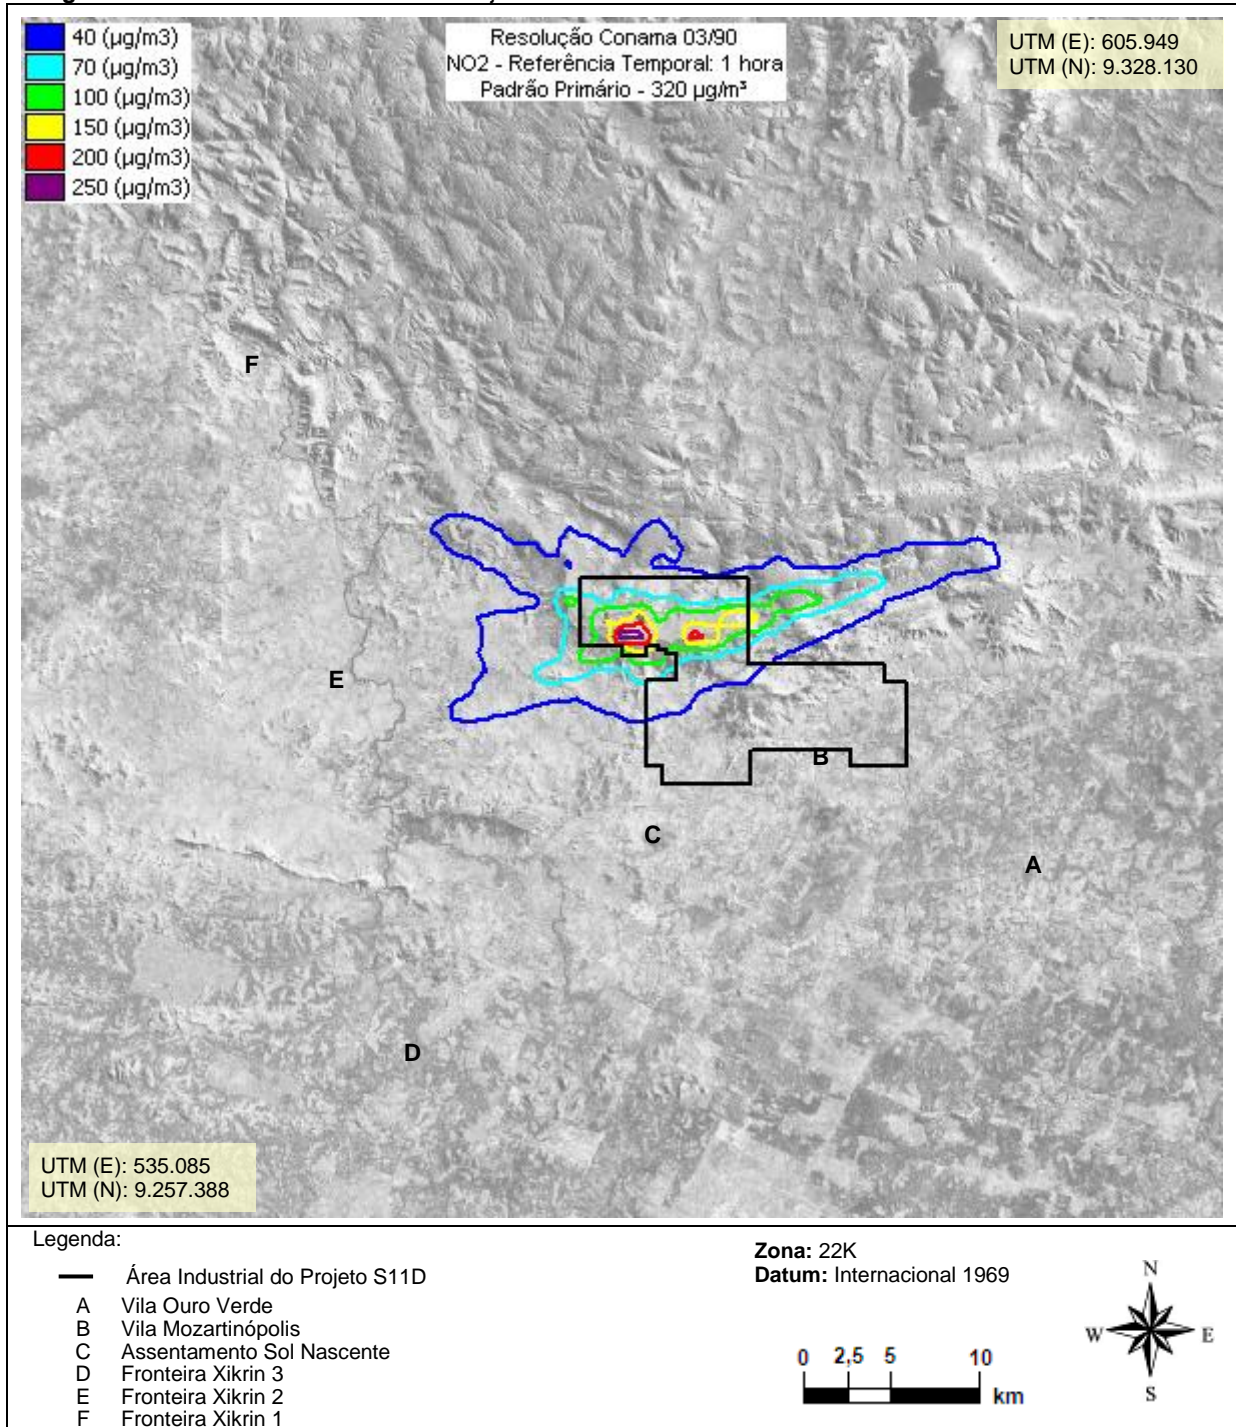 40 (µg/m3)
70 (µg/m3)
100 (µg/m3)
150 (µg/m3)
200 (µg/m3)
250 (µg/m3)
Resolução Conama 03/90
NO2 - Referência Temporal: 1 hora
Padrão Primário - 320 µg/m³
UTM (E): 605.949
UTM (N): 9.328.130
F
E
B
C
A
D
UTM (E): 535.085
UTM (N): 9.257.388
Legenda:
Área Industrial do Projeto S11D
A Vila Ouro Verde
B Vila Mozartinópolis
C Assentamento Sol Nascente
D Fronteira Xikrin 3
E Fronteira Xikrin 2
F Fronteira Xikrin 1
Zona: 22K
Datum: Internacional 1969
0 2,5 5 10
km
N
W E
S